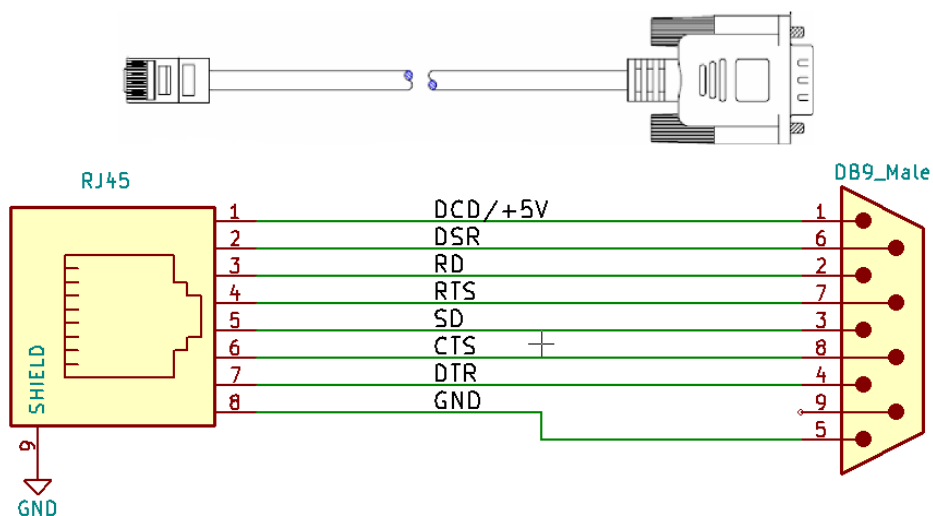 RJ45
DB9_Male
1 DCD/+5V 1
2 DSR 6
3 RD 2
4 RTS 7
5 SD 3
6 CTS 8
7 DTR 4
8 GND 9
5
SHIELD
9
GND